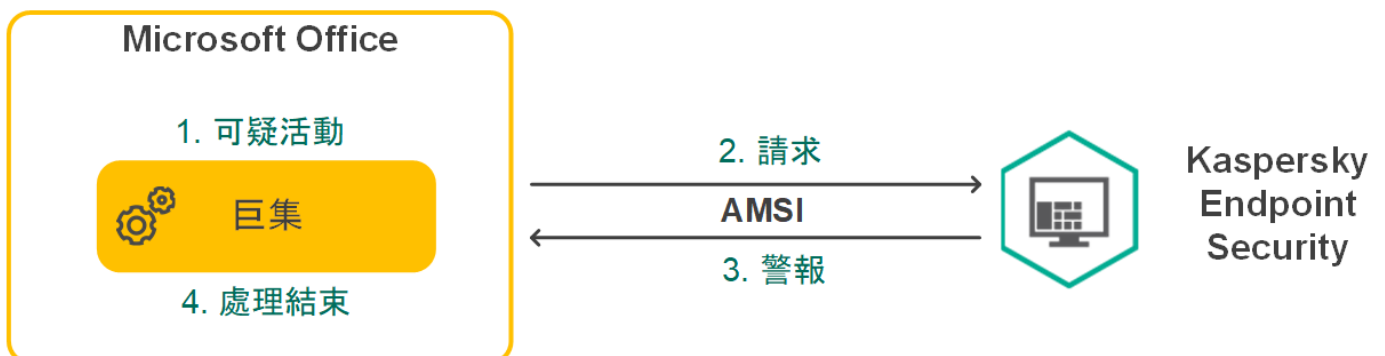 Microsoft Office
1. 可疑活動
巨集
4. 處理結束
2. 請求
AMSI
3. 警報
Kaspersky
Endpoint
Security